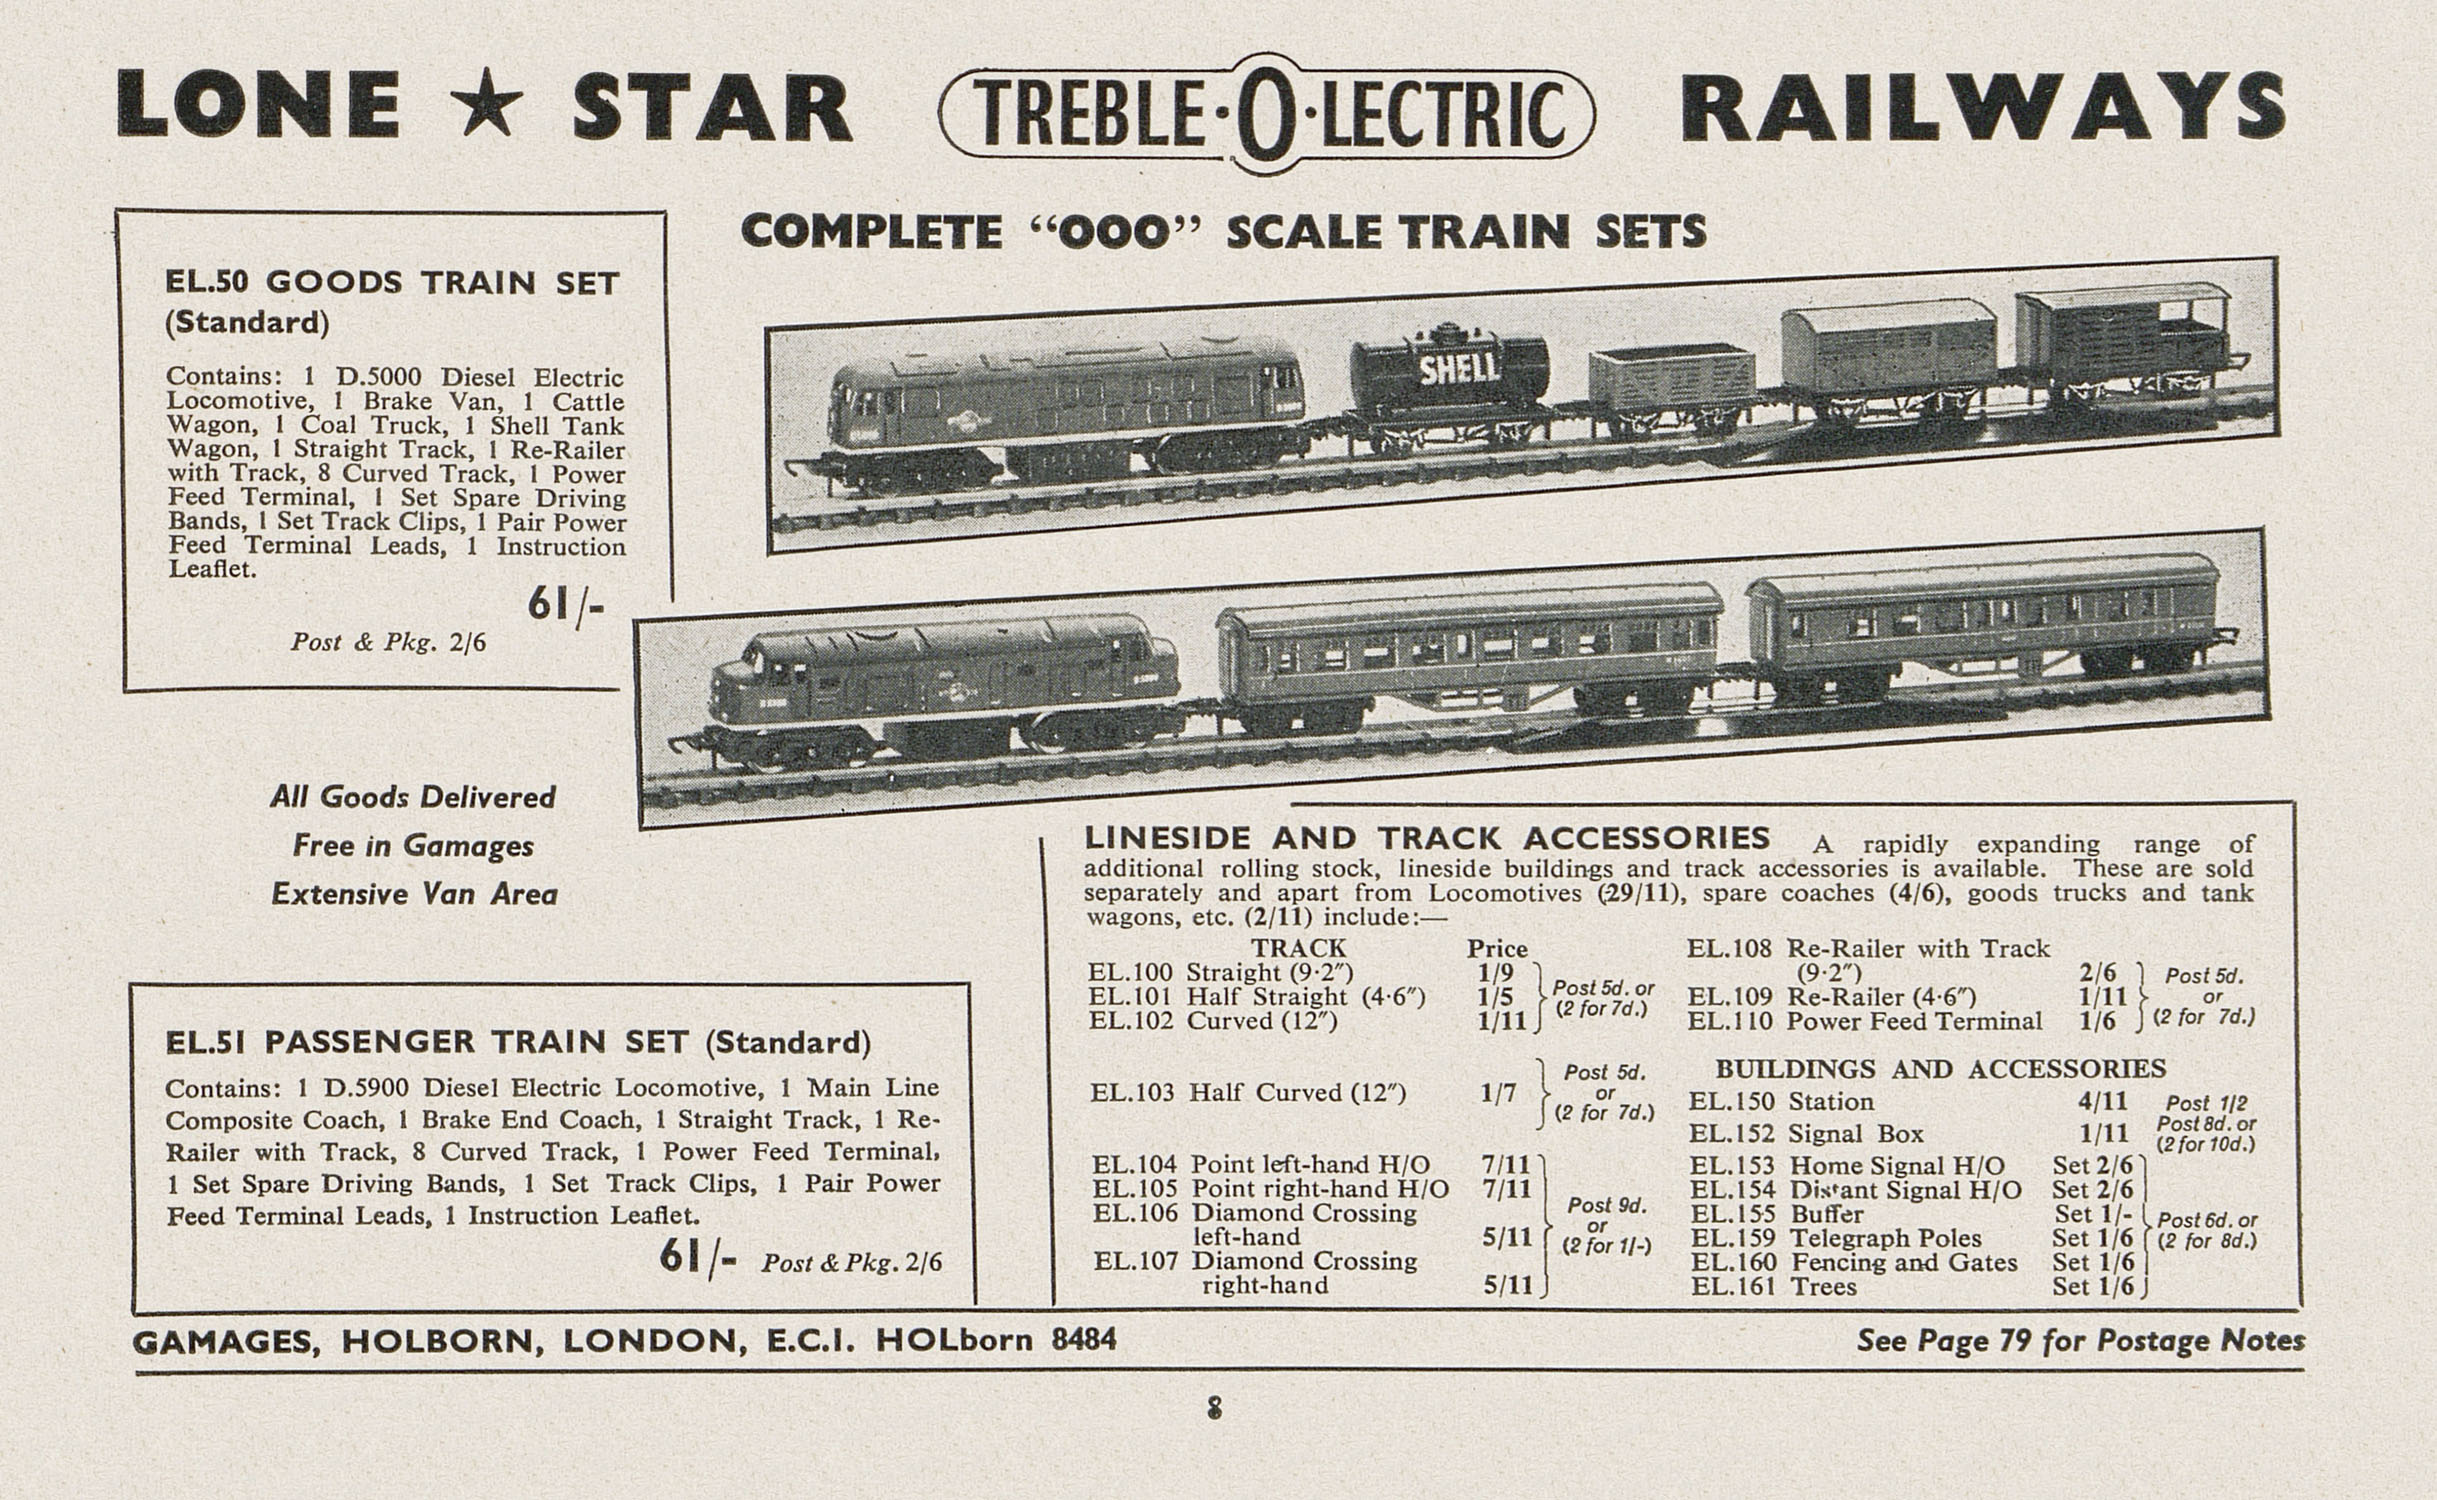 LONE ★ STAR TREBLE·O·LECTRIC RAILWAYS
COMPLETE “OOO” SCALE TRAIN SETS
EL.50 GOODS TRAIN SET
(Standard)
Contains: 1 D.5000 Diesel Electric
Locomotive, 1 Brake Van, 1 Cattle
Wagon, 1 Coal Truck, 1 Shell Tank
Wagon, 1 Straight Track, 1 Re-Railer
with Track, 8 Curved Track, 1 Power
Feed Terminal, 1 Set Spare Driving
Bands, 1 Set Track Clips, 1 Pair Power
Feed Terminal Leads, 1 Instruction
Leaflet.
61/-
Post & Pkg. 2/6
SHELL
All Goods Delivered
Free in Gamages
Extensive Van Area
EL.51 PASSENGER TRAIN SET (Standard)
Contains: 1 D.5900 Diesel Electric Locomotive, 1 Main Line
Composite Coach, 1 Brake End Coach, 1 Straight Track, 1 Re-
Railer with Track, 8 Curved Track, 1 Power Feed Terminal,
1 Set Spare Driving Bands, 1 Set Track Clips, 1 Pair Power
Feed Terminal Leads, 1 Instruction Leaflet.
61/- Post & Pkg. 2/6
LINESIDE AND TRACK ACCESSORIES A rapidly expanding range of
additional rolling stock, lineside buildings and track accessories is available. These are sold
separately and apart from Locomotives (29/11), spare coaches (4/6), goods trucks and tank
wagons, etc. (2/11) include:—
TRACK Price
EL.100 Straight (9·2″) 1/9
EL.101 Half Straight (4·6″) 1/5
EL.102 Curved (12″) 1/11
Post 5d. or
(2 for 7d.)
EL.103 Half Curved (12″) 1/7
Post 5d.
or
(2 for 7d.)
EL.104 Point left-hand H/O 7/11
EL.105 Point right-hand H/O 7/11
EL.106 Diamond Crossing
left-hand 5/11
EL.107 Diamond Crossing
right-hand 5/11
Post 9d.
or
(2 for 1/-)
EL.108 Re-Railer with Track
(9·2″) 2/6
EL.109 Re-Railer (4·6″) 1/11
EL.110 Power Feed Terminal 1/6
Post 5d.
or
(2 for 7d.)
BUILDINGS AND ACCESSORIES
EL.150 Station 4/11 Post 1/2
EL.152 Signal Box 1/11
Post 8d. or
(2 for 10d.)
EL.153 Home Signal H/O Set 2/6
EL.154 Distant Signal H/O Set 2/6
EL.155 Buffer Set 1/-
EL.159 Telegraph Poles Set 1/6
EL.160 Fencing and Gates Set 1/6
EL.161 Trees Set 1/6
Post 6d. or
(2 for 8d.)
GAMAGES, HOLBORN, LONDON, E.C.I. HOLborn 8484
See Page 79 for Postage Notes
8